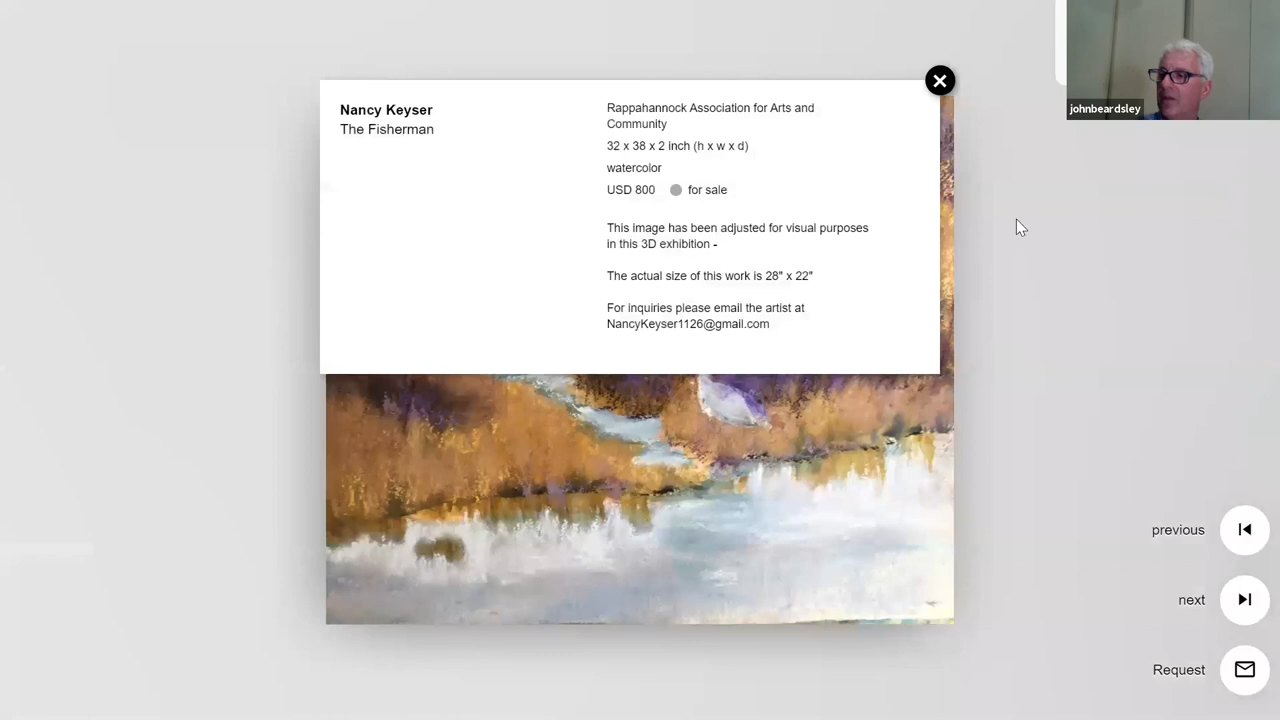 johnbeardsley
Nancy Keyser
The Fisherman
Rappahannock Association for Arts and
Community
32 x 38 x 2 inch (h x w x d)
watercolor
USD 800 for sale
This image has been adjusted for visual purposes
in this 3D exhibition -
The actual size of this work is 28" x 22"
For inquiries please email the artist at
NancyKeyser1126@gmail.com
previous
next
Request